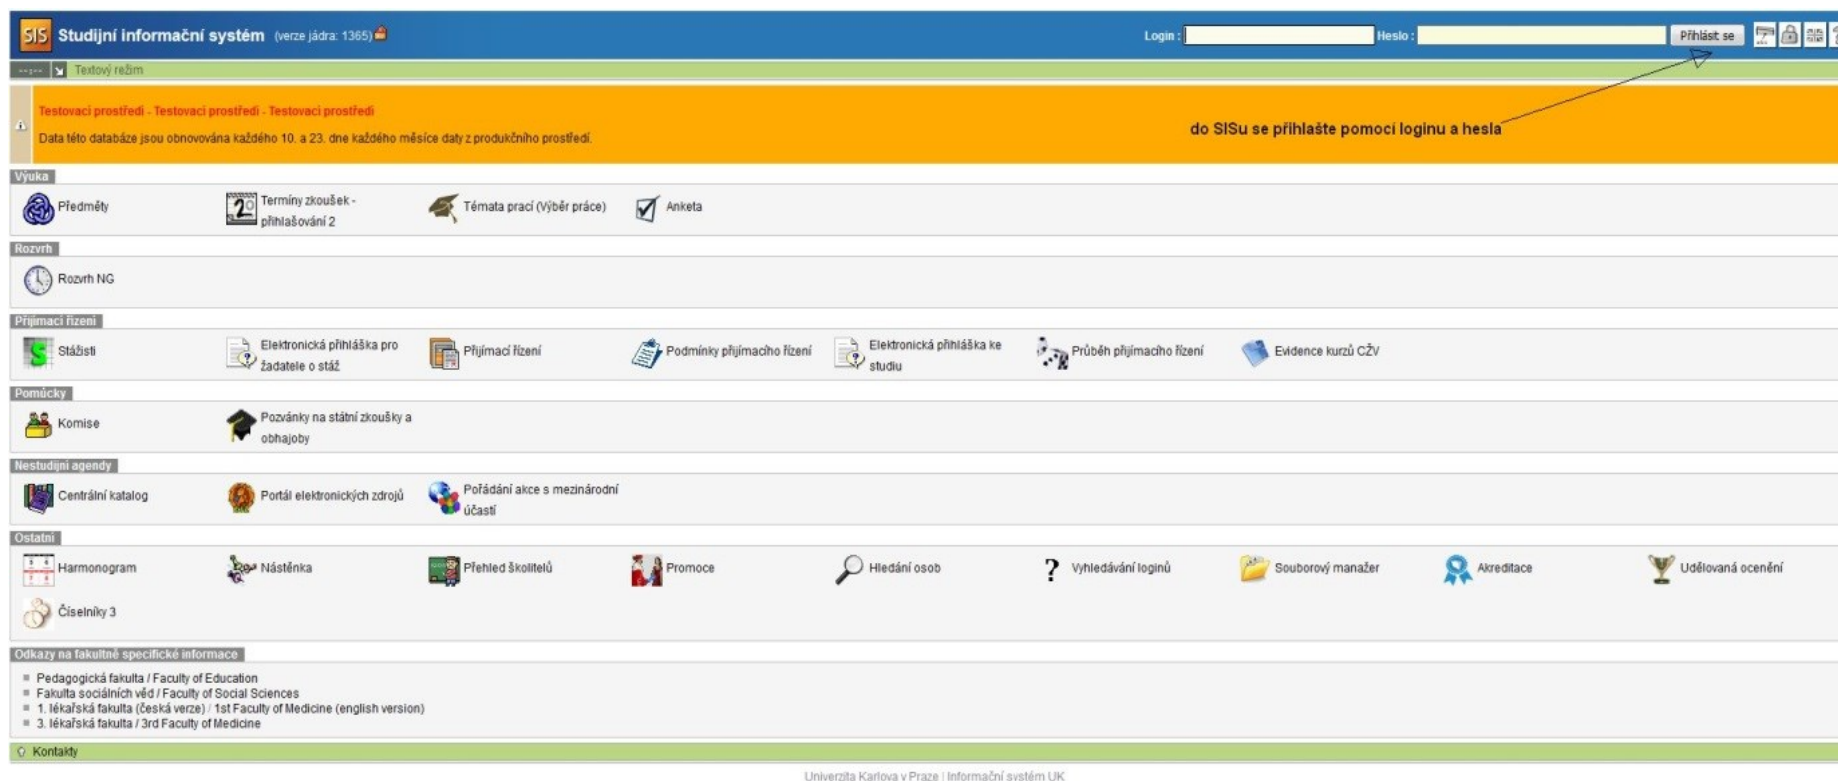 SIS Studijní informační systém (verze jádra: 1365) Login : Heslo : Přihlásit se
--:-- Textový režim
Testovací prostředí - Testovací prostředí - Testovací prostředí
do SISu se přihlašte pomocí loginu a hesla
Data této databáze jsou obnovována každého 10. a 23. dne každého měsíce daty z produkčního prostředí.
Výuka
Předměty
Termíny zkoušek -
přihlašování 2
Témata prací (Výběr práce)
Anketa
Rozvrh
Rozvrh NG
Přijímací řízení
Stážisti
Elektronická přihláška pro
žadatele o stáž
Přijímací řízení
Podmínky přijímacího řízení
Elektronická přihláška ke
studiu
Průběh přijímacího řízení
Evidence kurzů CŽV
Pomůcky
Komise
Pozvánky na státní zkoušky a
obhajoby
Nestudijní agendy
Centrální katalog
Portál elektronických zdrojů
Pořádání akce s mezinárodní
účastí
Ostatní
Harmonogram
Nástěnka
Přehled školitelů
Promoce
Hledání osob
Vyhledávání loginů
Souborový manažer
Akreditace
Udělovaná ocenění
Číselníky 3
Odkazy na fakultně specifické informace
Pedagogická fakulta / Faculty of Education
Fakulta sociálních věd / Faculty of Social Sciences
1. lékařská fakulta (česká verze) / 1st Faculty of Medicine (english version)
3. lékařská fakulta / 3rd Faculty of Medicine
Kontakty
Univerzita Karlova v Praze | Informační systém UK